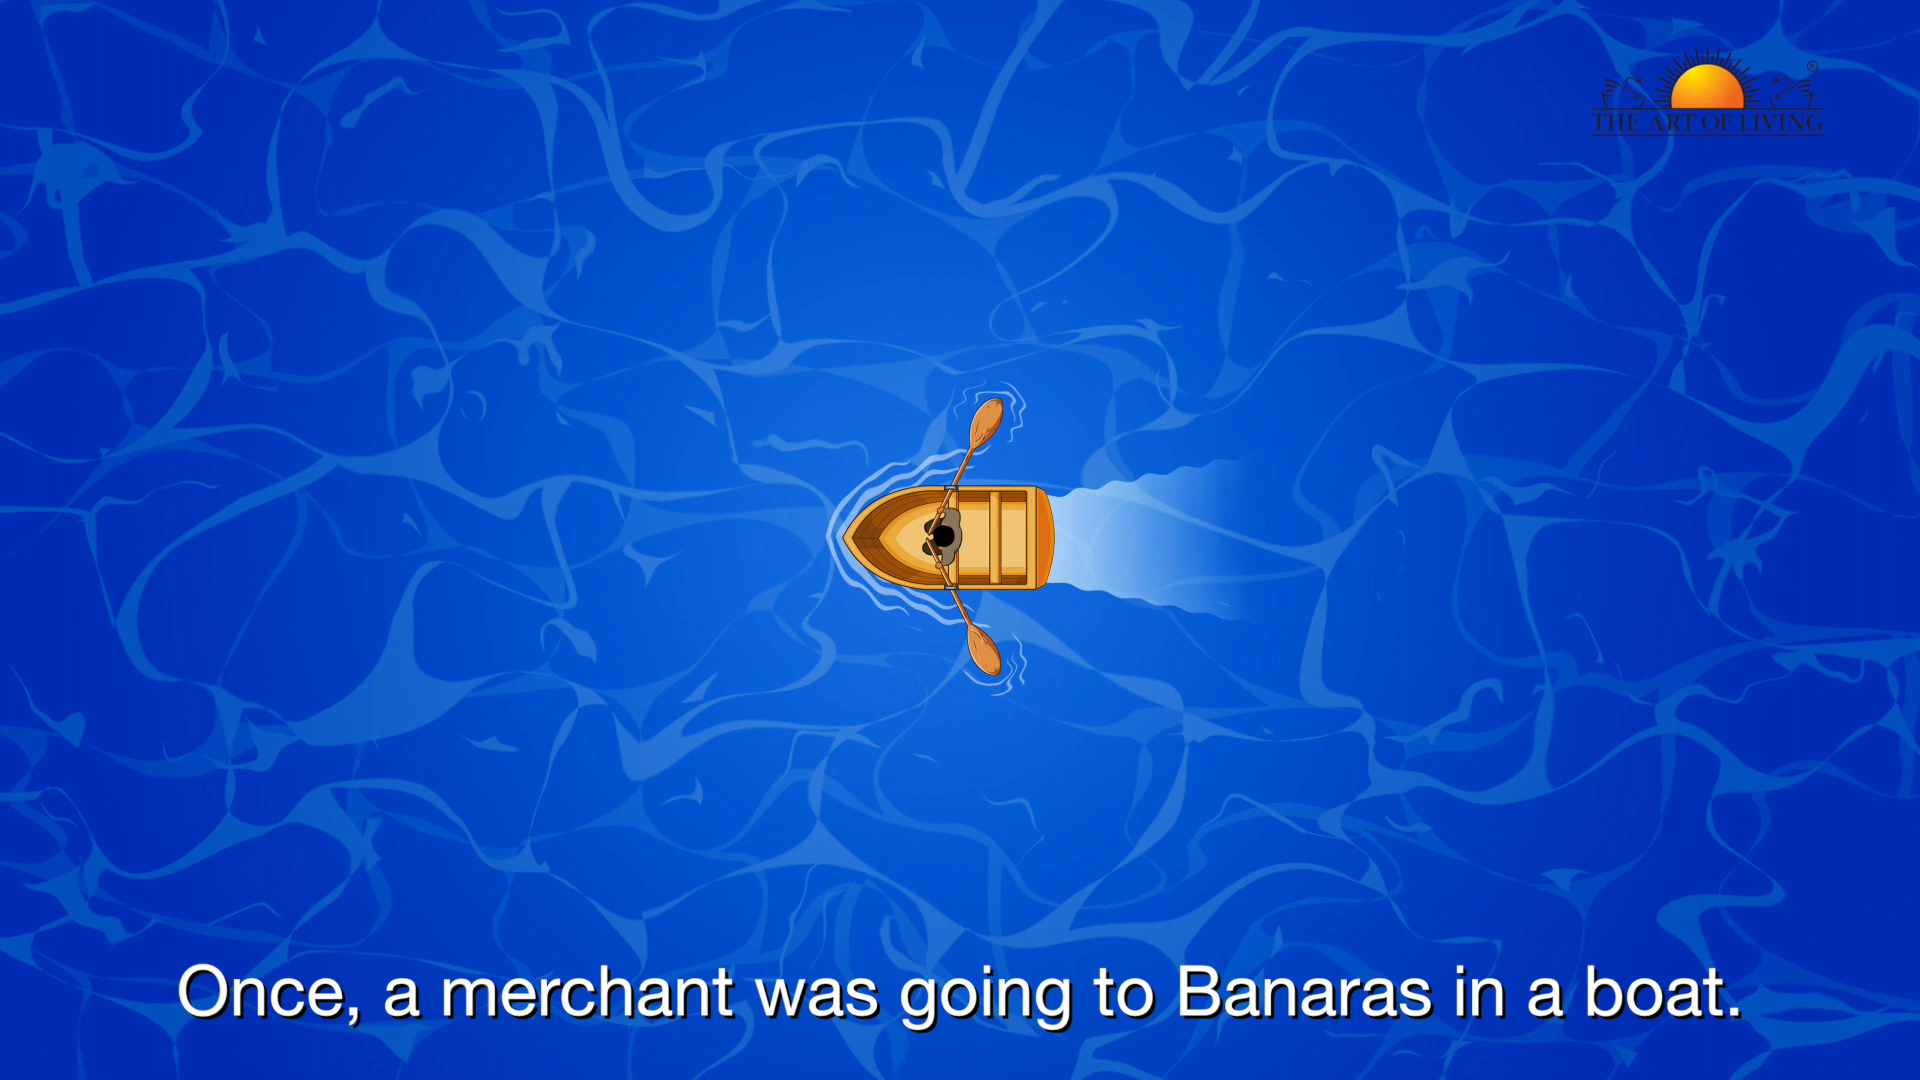 ®
THE ART OF LIVING
Once, a merchant was going to Banaras in a boat.